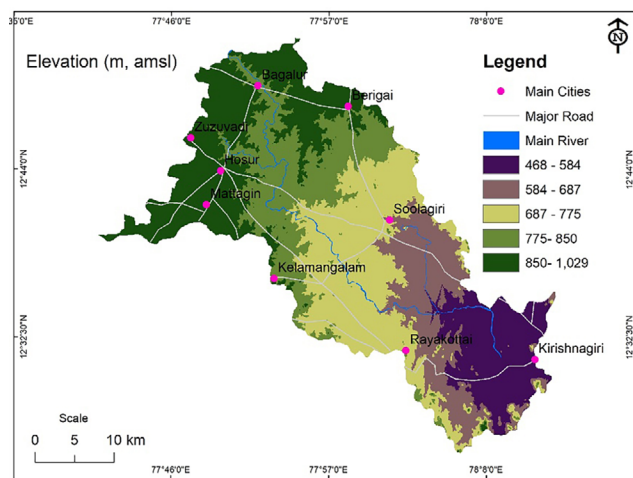 35'0"E 77°46'0"E 77°57'0"E 78°8'0"E
Elevation (m, amsl)
N
Legend
Main Cities
Major Road
Main River
468 - 584
584 - 687
687 - 775
775- 850
850- 1,029
Bagalur
Berigai
Zuzuvadi
Hosur
Matlagin
Soolagiri
Kelamangalam
Rayakottai
Kirishnagiri
12°44'0"N
12°44'0"N
12°32'30"N
12°32'30"N
Scale
0 5 10 km
77°46'0"E 77°57'0"E 78°8'0"E